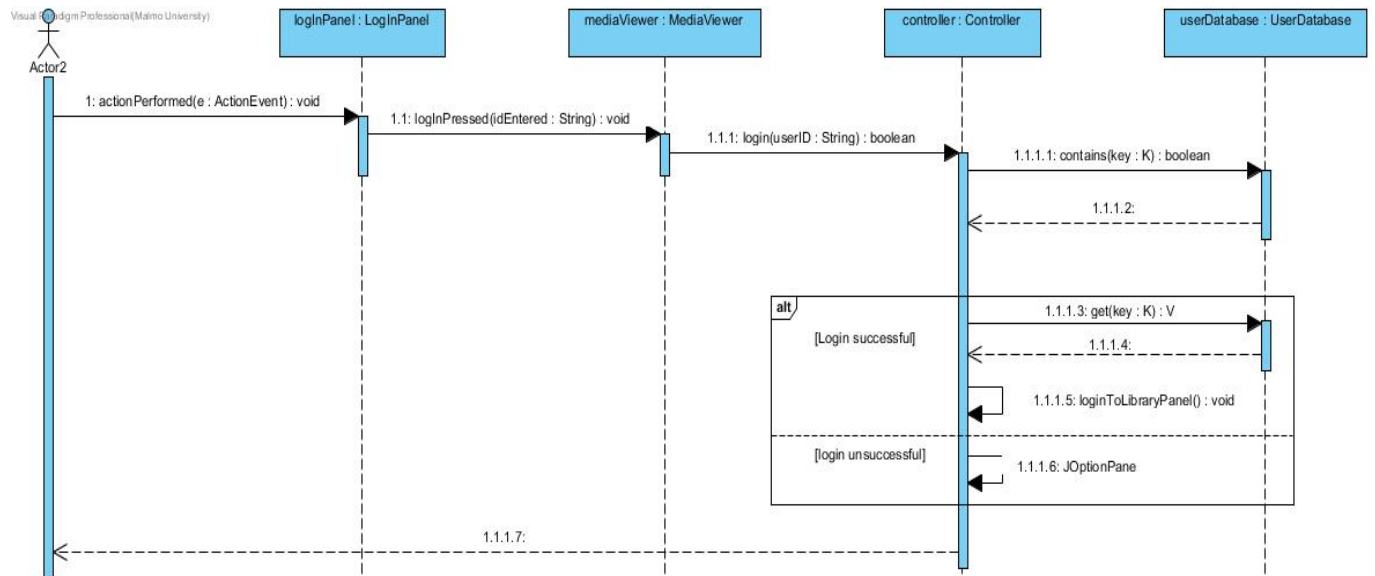 Visual Paradigm Professional(Malmo University)
logInPanel : LogInPanel
mediaViewer : MediaViewer
controller : Controller
userDatabase : UserDatabase
Actor2
1: actionPerformed(e : ActionEvent) : void
1.1: logInPressed(idEntered : String) : void
1.1.1: login(userID : String) : boolean
1.1.1.1: contains(key : K) : boolean
1.1.1.2:
alt
1.1.1.3: get(key : K) : V
[Login successful]
1.1.1.4:
1.1.1.5: loginToLibraryPanel() : void
[login unsuccessful]
1.1.1.6: JOptionPane
1.1.1.7: